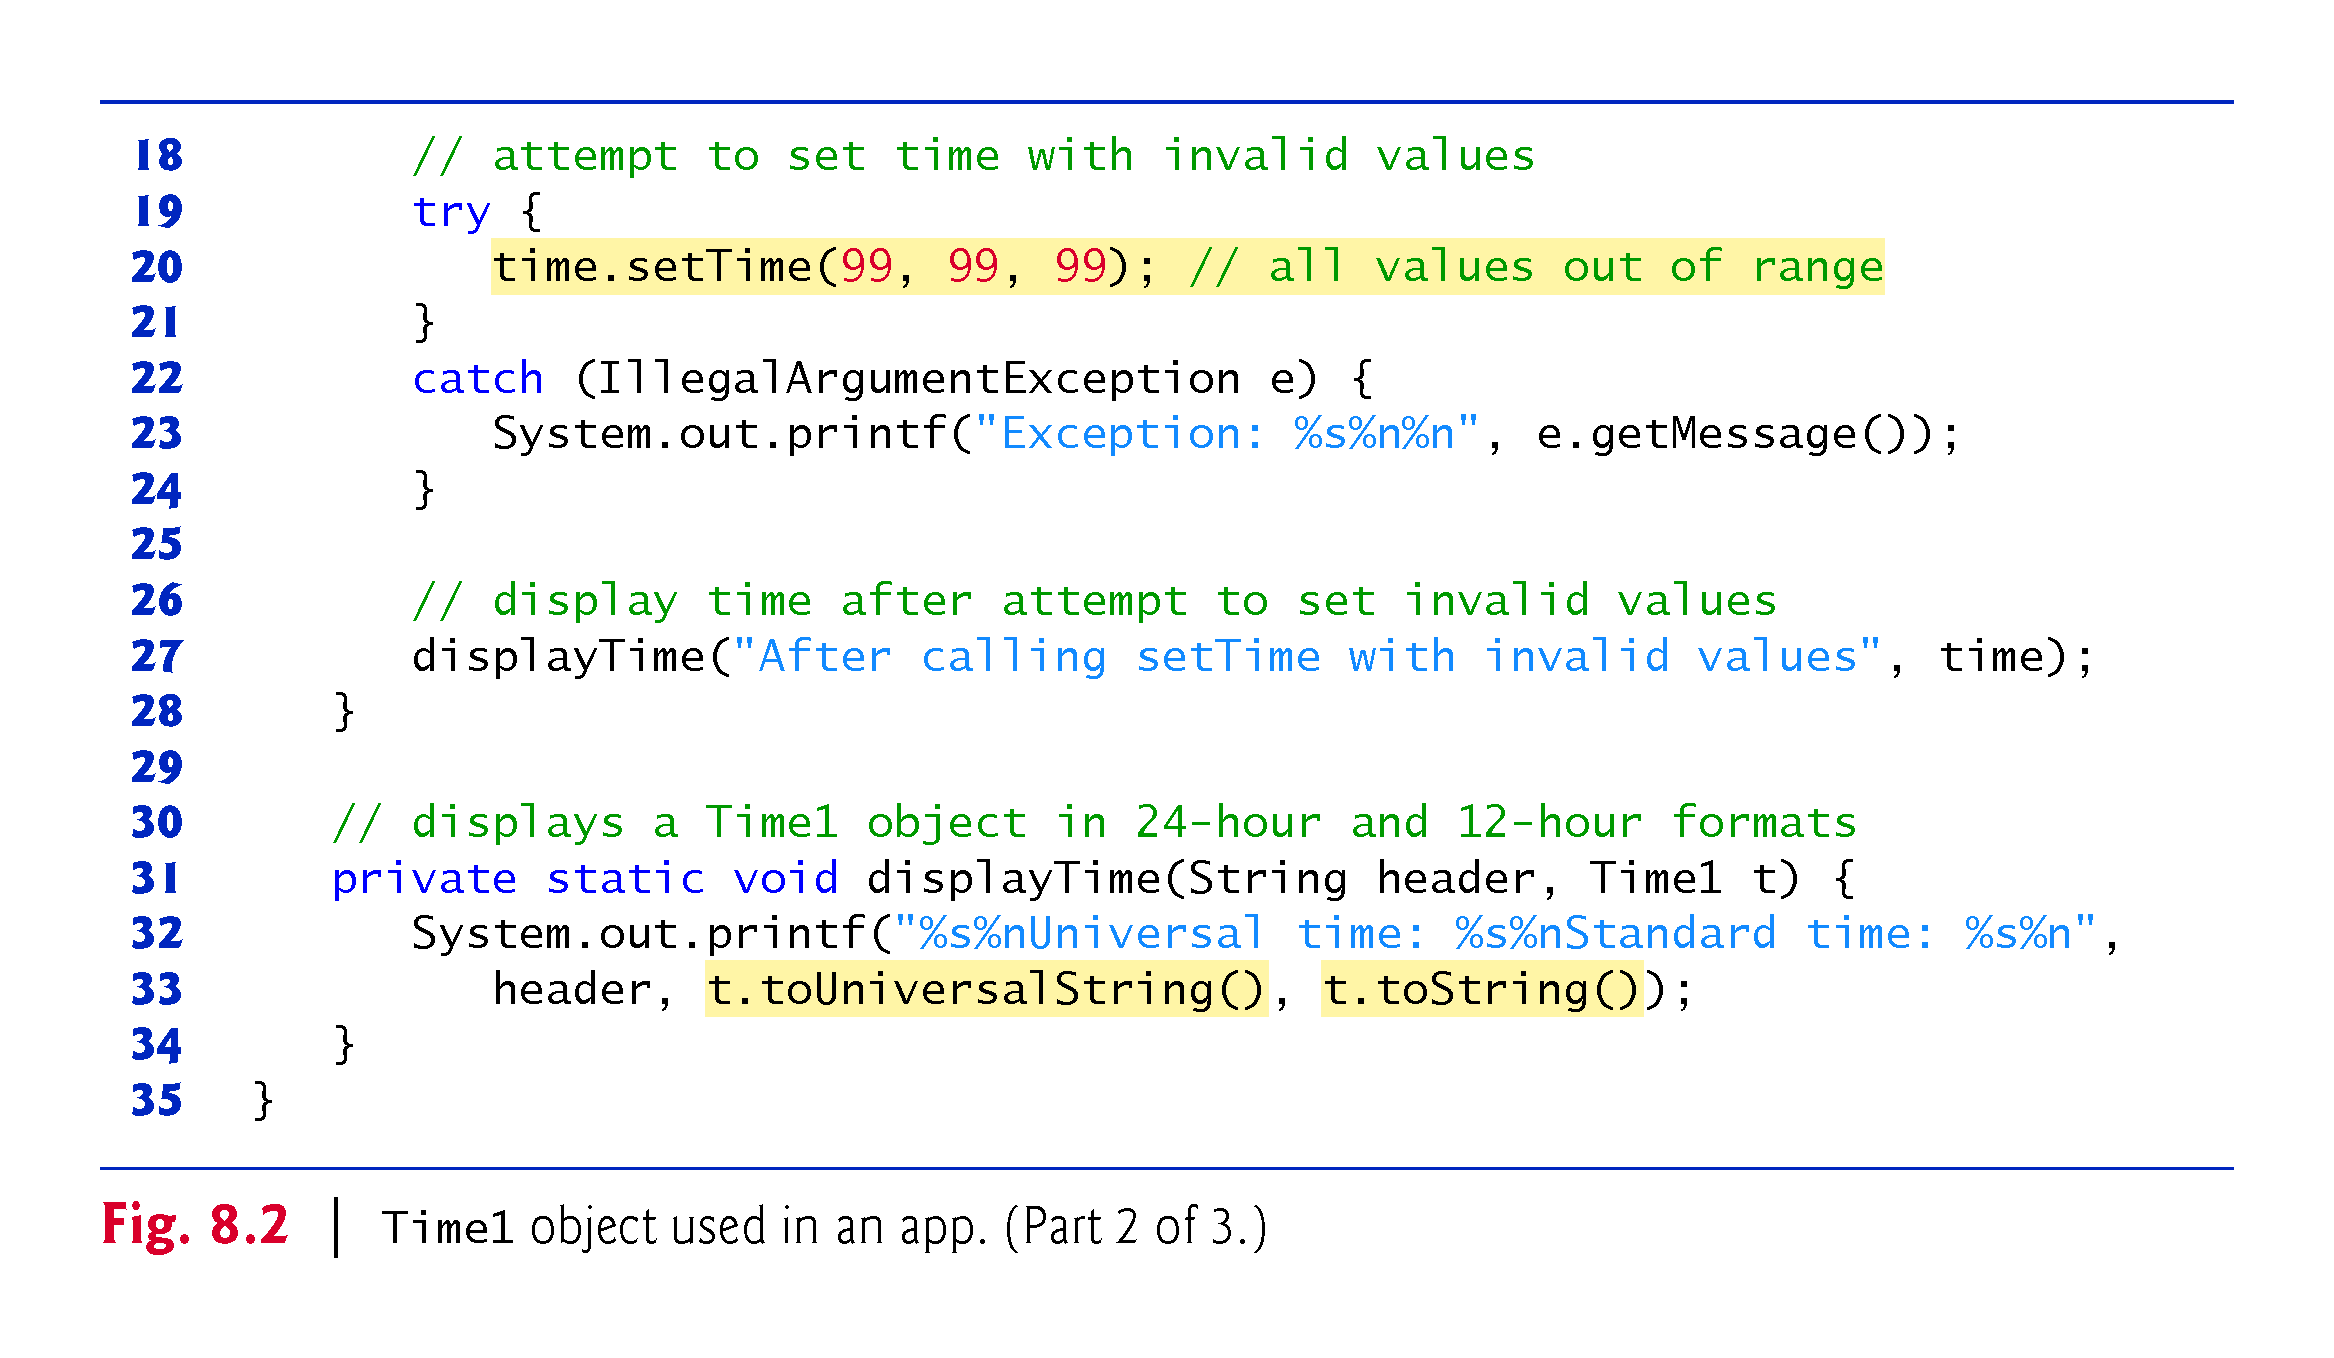 18 // attempt to set time with invalid values
19 try {
20 time.setTime(99, 99, 99); // all values out of range
21 }
22 catch (IllegalArgumentException e) {
23 System.out.printf("Exception: %s%n%n", e.getMessage());
24 }
25
26 // display time after attempt to set invalid values
27 displayTime("After calling setTime with invalid values", time);
28 }
29
30 // displays a Time1 object in 24-hour and 12-hour formats
31 private static void displayTime(String header, Time1 t) {
32 System.out.printf("%s%nUniversal time: %s%nStandard time: %s%n",
33 header, t.toUniversalString(), t.toString());
34 }
35 }
Fig. 8.2 | Time1 object used in an app. (Part 2 of 3.)